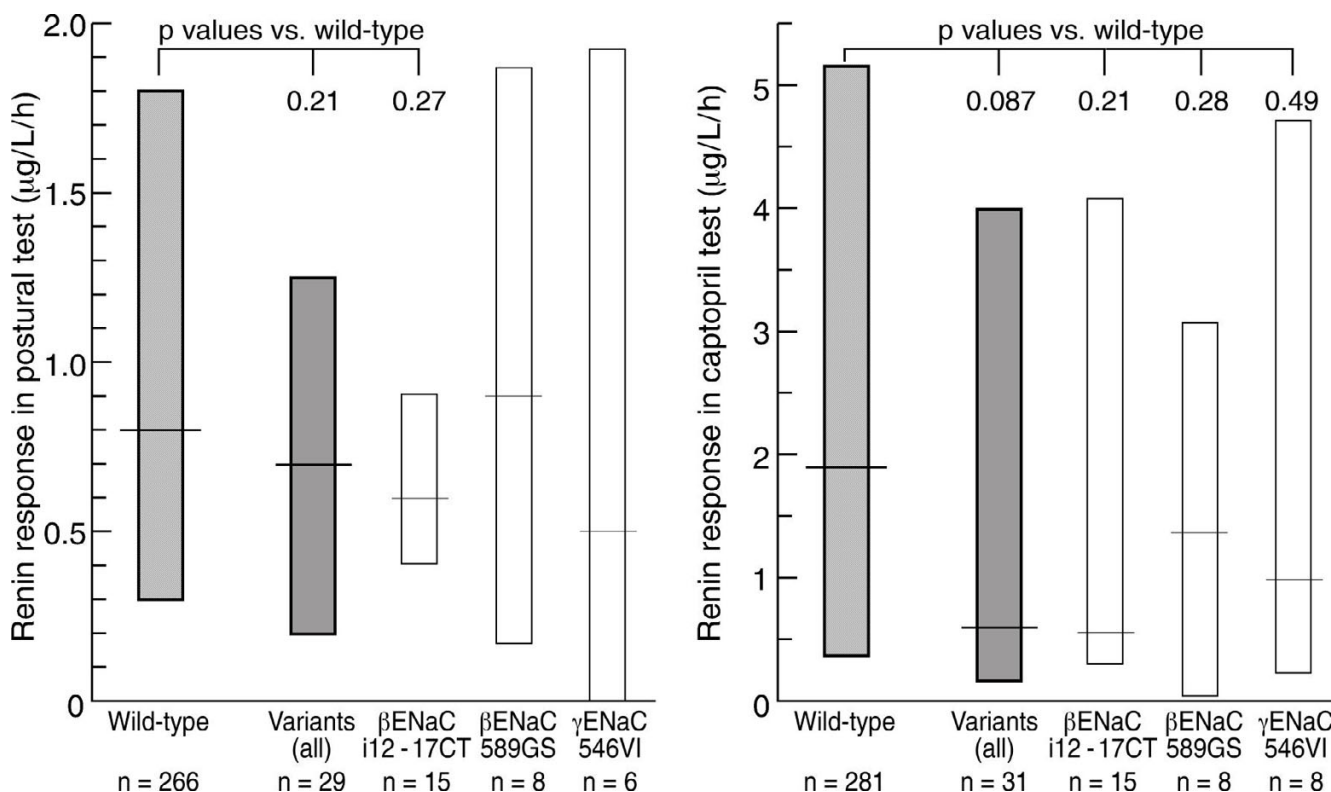 Renin response in postural test (μg/L/h)
2.0
1.5
1.0
0.5
0
p values vs. wild-type
0.21 0.27
Wild-type Variants βENaC βENaC γENaC
(all) i12 - 17CT 589GS 546VI
n = 266 n = 29 n = 15 n = 8 n = 6
Renin response in captopril test (μg/L/h)
5
4
3
2
1
0
p values vs. wild-type
0.087 0.21 0.28 0.49
Wild-type Variants βENaC βENaC γENaC
(all) i12 - 17CT 589GS 546VI
n = 281 n = 31 n = 15 n = 8 n = 8